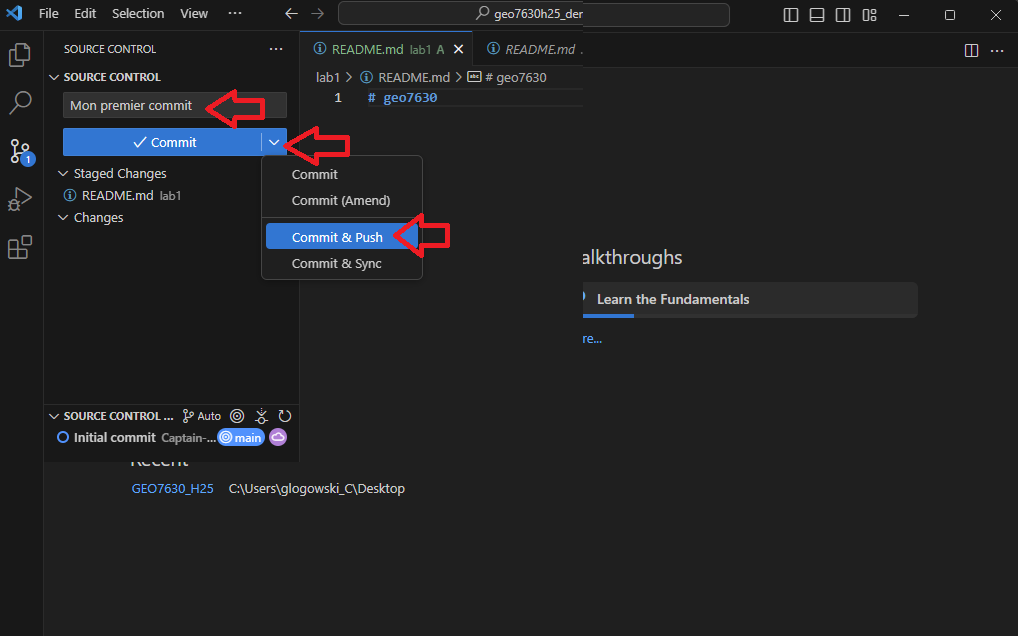 File Edit Selection View ··· geo7630h25_der
SOURCE CONTROL ···
SOURCE CONTROL
Mon premier commit
Commit
Staged Changes
README.md lab1
Changes
Commit
Commit (Amend)
Commit & Push
Commit & Sync
README.md lab1 A README.md .
lab1 > README.md > # geo7630
1 # geo7630
1
alkthroughs
Learn the Fundamentals
re...
SOURCE CONTROL ... Auto
Initial commit Captain-... main
Recent
GEO7630_H25 C:\Users\glogowski_C\Desktop